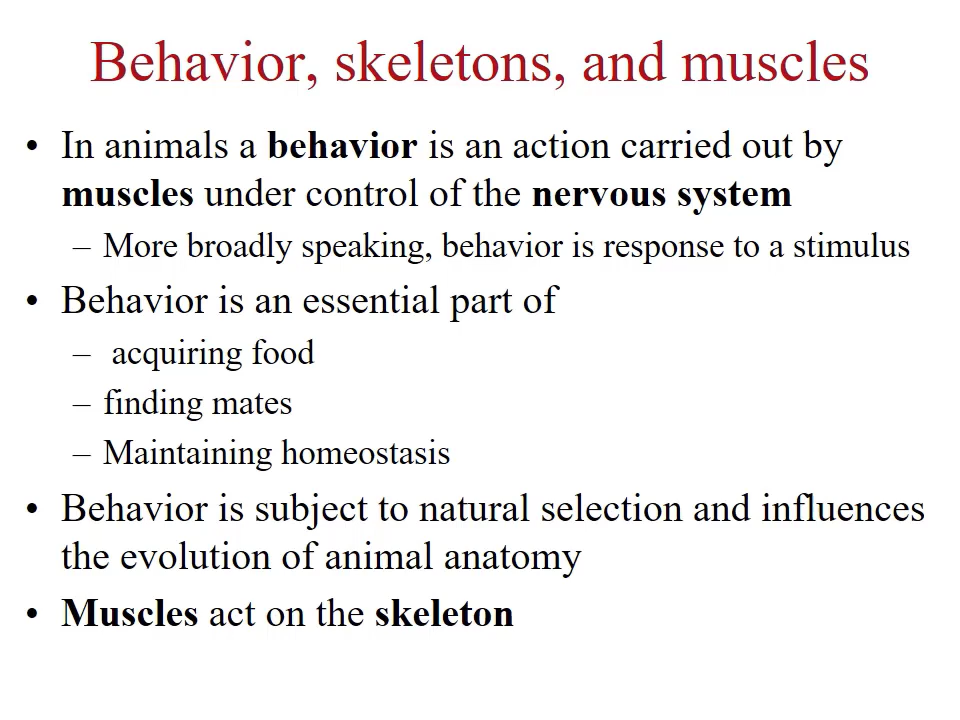 Behavior, skeletons, and muscles
• In animals a behavior is an action carried out by
muscles under control of the nervous system
– More broadly speaking, behavior is response to a stimulus
• Behavior is an essential part of
– acquiring food
– finding mates
– Maintaining homeostasis
• Behavior is subject to natural selection and influences
the evolution of animal anatomy
• Muscles act on the skeleton